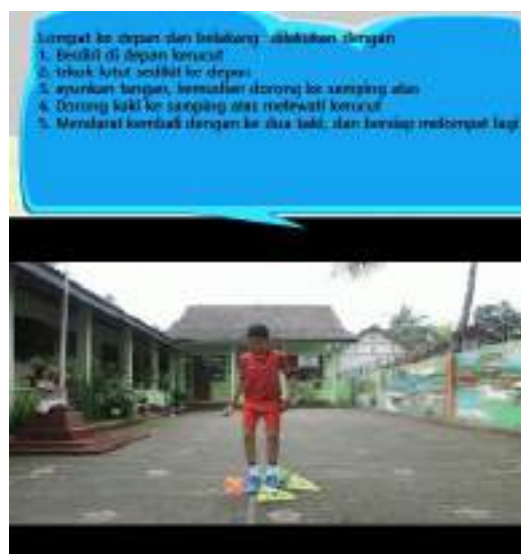 Lompat ke depan dan belakang dilakukan dengan
1. Berdiri di depan kerucut
2. tekuk lutut sedikit ke depan
3. ayunkan tangan, kemudian dorong ke samping atas
4. Dorong kaki ke samping atas melewati kerucut
5. Mendarat kembali dengan ke dua kaki, dan bersiap melompat lagi